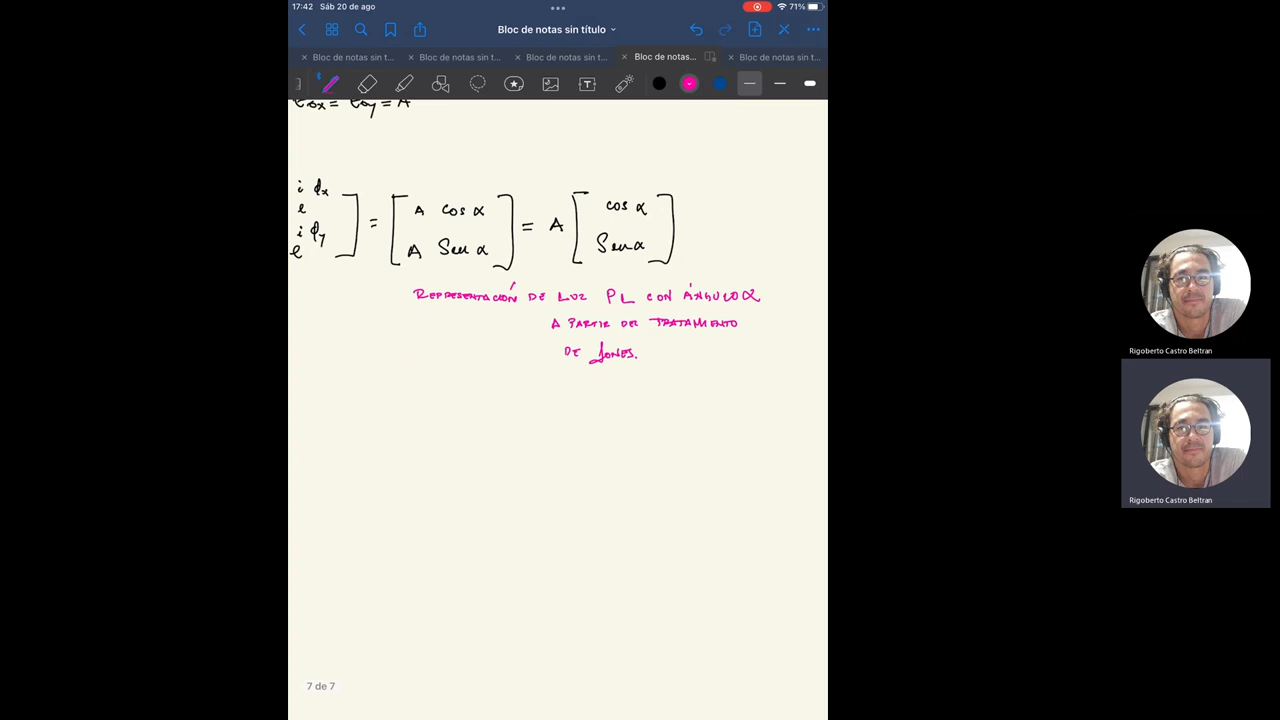 17:42 Sáb 20 de ago
71%
Bloc de notas sin título
Bloc de notas sin t...
Bloc de notas sin t...
Bloc de notas sin t...
Bloc de notas...
Bloc de notas sin t...
= A
i ϕx
e
i ϕy
e
= [ A cos α
A Sen α ] = A [ cos α
Sen α ]
REPRESENTACIÓN DE LUZ PL CON ÁNGULO α
A PARTIR DEL TRATAMIENTO
DE JONES.
7 de 7
Rigoberto Castro Beltran
Rigoberto Castro Beltran